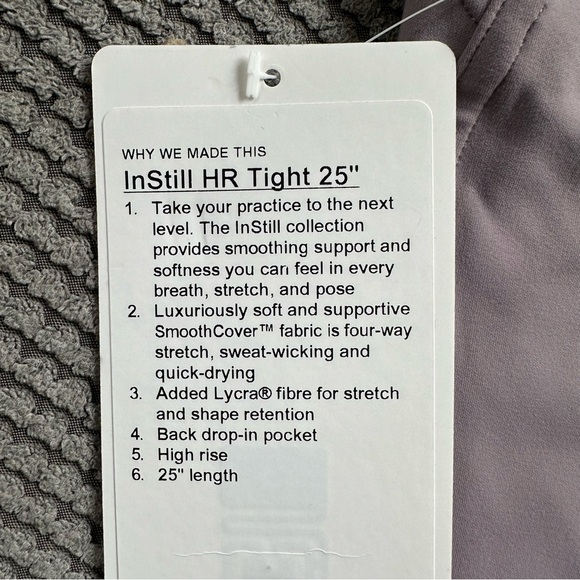 WHY WE MADE THIS
InStill HR Tight 25"
1. Take your practice to the next
level. The InStill collection
provides smoothing support and
softness you can feel in every
breath, stretch, and pose
2. Luxuriously soft and supportive
SmoothCover™ fabric is four-way
stretch, sweat-wicking and
quick-drying
3. Added Lycra® fibre for stretch
and shape retention
4. Back drop-in pocket
5. High rise
6. 25" length